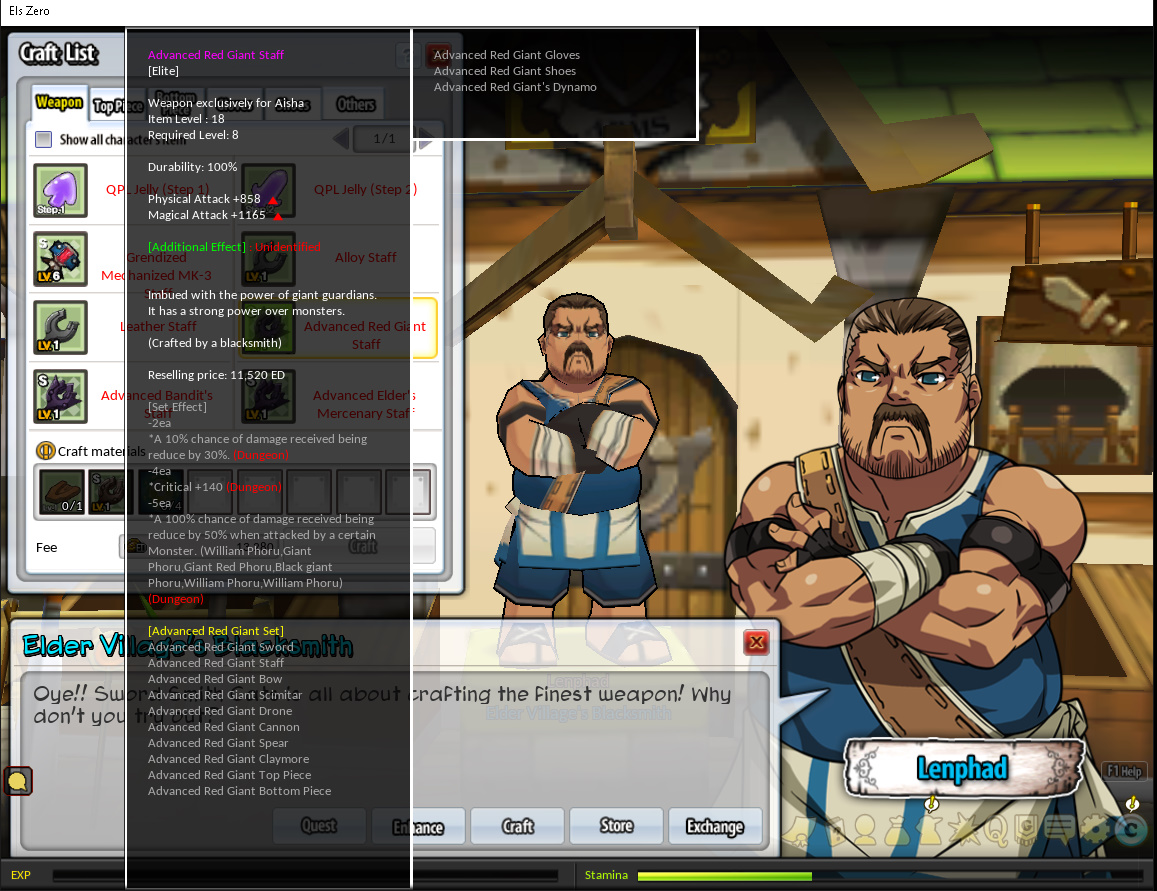 Els Zero
Craft List
?
Weapon
Top Piece
Bottom Piece
Gloves
Shoes
Others
Show all character's item
1/1
Step.1
QPL Jelly (Step 1)
QPL Jelly (Step 2)
S
LV.6
Grendized
Mechanized MK-3
Staff
LV.1
Alloy Staff
LV.1
Leather Staff
Advanced Red Giant
Staff
S
LV.1
Advanced Bandit's
Staff
S
LV.1
Advanced Elder's
Mercenary Staff
Craft materials
0/1
S
LV.1
Fee
Craft
Advanced Red Giant Staff
[Elite]
Weapon exclusively for Aisha
Item Level : 18
Required Level: 8
Durability: 100%
Physical Attack +858
Magical Attack +1165
[Additional Effect] : Unidentified
Imbued with the power of giant guardians.
It has a strong power over monsters.
(Crafted by a blacksmith)
Reselling price: 11,520 ED
[Set Effect]
-2ea
*A 10% chance of damage received being
reduce by 30%. (Dungeon)
-4ea
*Critical +140 (Dungeon)
-5ea
*A 100% chance of damage received being
reduce by 50% when attacked by a certain
Monster. (William Phoru,Giant
Phoru,Giant Red Phoru,Black giant
Phoru,William Phoru,William Phoru)
(Dungeon)
[Advanced Red Giant Set]
Advanced Red Giant Sword
Advanced Red Giant Staff
Advanced Red Giant Bow
Advanced Red Giant Scimitar
Advanced Red Giant Drone
Advanced Red Giant Cannon
Advanced Red Giant Spear
Advanced Red Giant Claymore
Advanced Red Giant Top Piece
Advanced Red Giant Bottom Piece
Advanced Red Giant Gloves
Advanced Red Giant Shoes
Advanced Red Giant's Dynamo
Elder Village's Blacksmith
Oye!! Sword Smith is all about crafting the finest weapon! Why
don't you try out?
Lenphad
Elder Village's Blacksmith
Quest
Enhance
Craft
Store
Exchange
Lenphad
F1 Help
EXP
Stamina